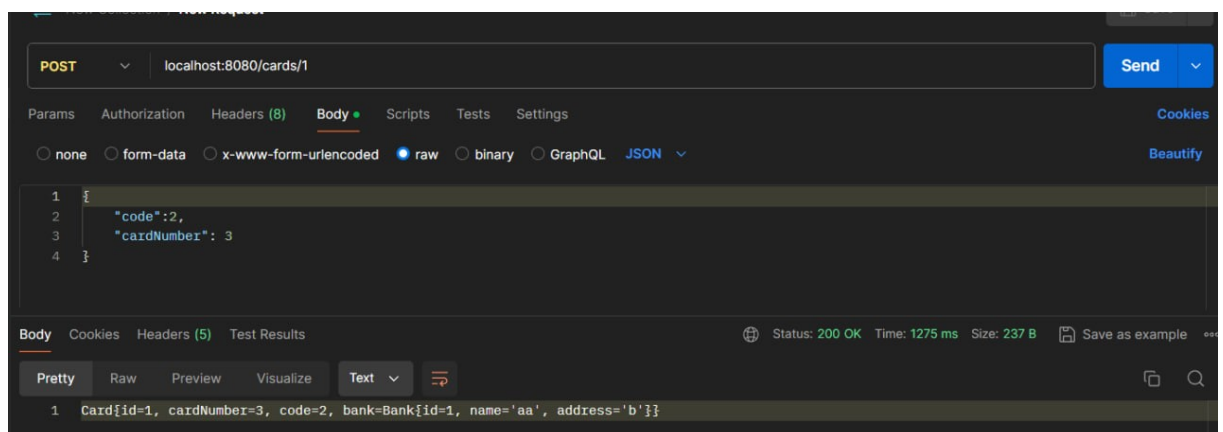 POST localhost:8080/cards/1 Send
Params Authorization Headers (8) Body Scripts Tests Settings Cookies
none form-data x-www-form-urlencoded raw binary GraphQL JSON Beautify
1 {
2 "code":2,
3 "cardNumber": 3
4 }
Body Cookies Headers (5) Test Results Status: 200 OK Time: 1275 ms Size: 237 B Save as example
Pretty Raw Preview Visualize Text
1 Card{id=1, cardNumber=3, code=2, bank=Bank{id=1, name='aa', address='b'}}